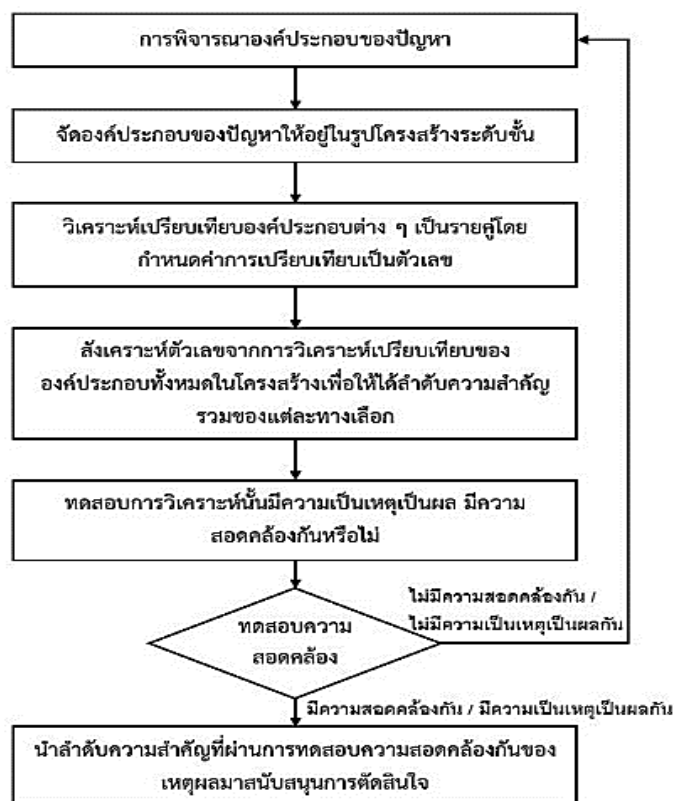 การพิจารณาองค์ประกอบของปัญหา
จัดองค์ประกอบของปัญหาให้อยู่ในรูปโครงสร้างระดับชั้น
วิเคราะห์เปรียบเทียบองค์ประกอบต่าง ๆ เป็นรายคู่โดย
กำหนดค่าการเปรียบเทียบเป็นตัวเลข
สังเคราะห์ตัวเลขจากการวิเคราะห์เปรียบเทียบของ
องค์ประกอบทั้งหมดในโครงสร้างเพื่อให้ได้ลำดับความสำคัญ
รวมของแต่ละทางเลือก
ทดสอบการวิเคราะห์นั้นมีความเป็นเหตุเป็นผล มีความ
สอดคล้องกันหรือไม่
ทดสอบความ
สอดคล้อง
ไม่มีความสอดคล้องกัน /
ไม่มีความเป็นเหตุเป็นผลกัน
มีความสอดคล้องกัน / มีความเป็นเหตุเป็นผลกัน
นำลำดับความสำคัญที่ผ่านการทดสอบความสอดคล้องกันของ
เหตุผลมาสนับสนุนการตัดสินใจ